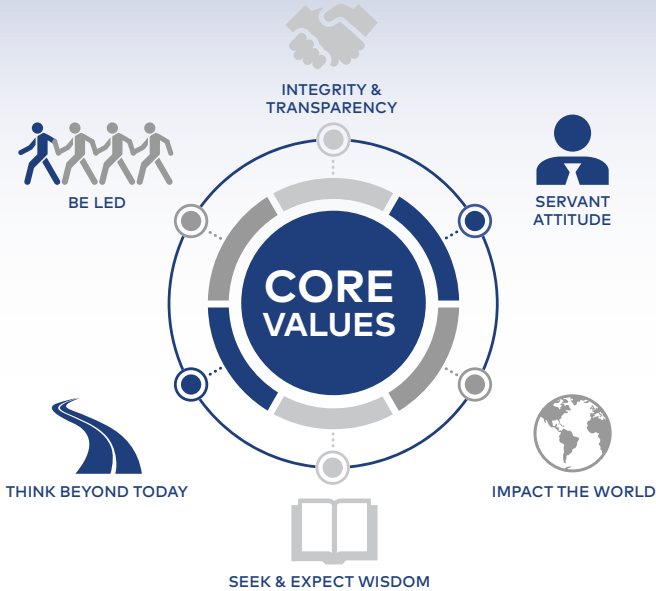 INTEGRITY &
TRANSPARENCY
BE LED
SERVANT
ATTITUDE
CORE
VALUES
THINK BEYOND TODAY
IMPACT THE WORLD
SEEK & EXPECT WISDOM